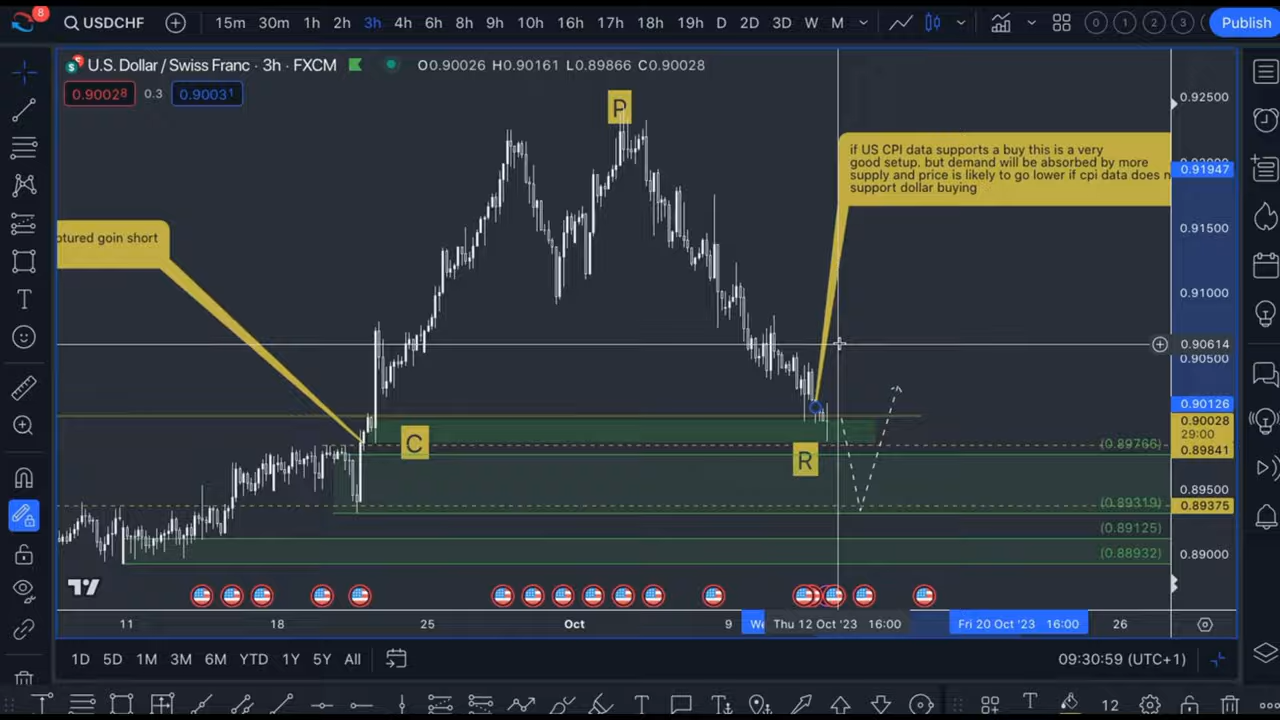 8
USDCHF
15m 30m 1h 2h 3h 4h 6h 8h 9h 10h 16h 17h 18h 19h D 2D 3D W M
0 1 2 3
Publish
U.S. Dollar / Swiss Franc · 3h · FXCM
O0.90026 H0.90161 L0.89866 C0.90028
0.90028 0.3 0.90031
P
if US CPI data supports a buy this is a very
good setup. but demand will be absorbed by more
supply and price is likely to go lower if cpi data does n
support dollar buying
ptured goin short
C
R
0.92500
0.91947
0.91500
0.91000
0.90614
0.90500
0.90126
0.90028
29:00
(0.89766)
0.89841
0.89500
(0.89319)
0.89375
(0.89125)
(0.88932)
0.89000
11 18 25 Oct 9 We Thu 12 Oct '23 16:00 Fri 20 Oct '23 16:00 26
1D 5D 1M 3M 6M YTD 1Y 5Y All
09:30:59 (UTC+1)
12